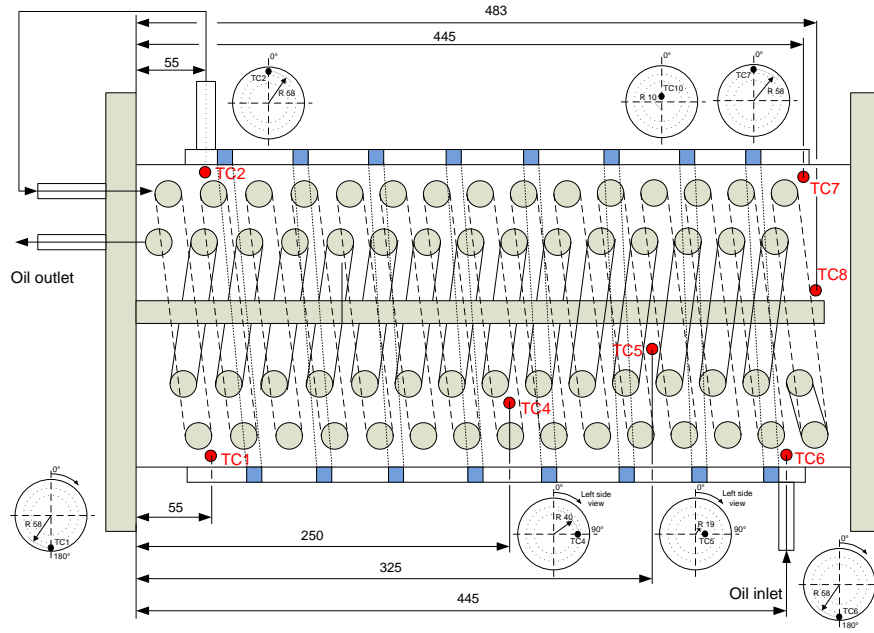 483
445
55
0°
TC2
R 58
0°
TC10
R 10
0°
TC7
R 58
TC2
TC7
Oil outlet
TC8
TC5
TC4
TC1
TC6
0°
R 58
TC1
180°
55
250
325
445
0°
Left side
view
R 40
90°
TC4
0°
Left side
view
R 19
90°
TC5
Oil inlet
0°
R 58
TC6
180°